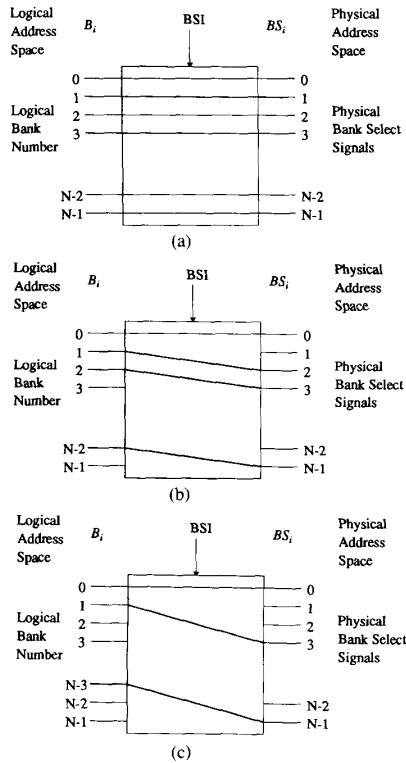 Logical
Address
Space
B_i
BSI
BS_i
Physical
Address
Space
Logical
Bank
Number
0
1
2
3
N-2
N-1
0
1
2
3
N-2
N-1
Physical
Bank Select
Signals
(a)
Logical
Address
Space
B_i
BSI
BS_i
Physical
Address
Space
Logical
Bank
Number
0
1
2
3
N-2
N-1
0
1
2
3
N-2
N-1
Physical
Bank Select
Signals
(b)
Logical
Address
Space
B_i
BSI
BS_i
Physical
Address
Space
Logical
Bank
Number
0
1
2
3
N-3
N-2
N-1
0
1
2
3
N-2
N-1
Physical
Bank Select
Signals
(c)